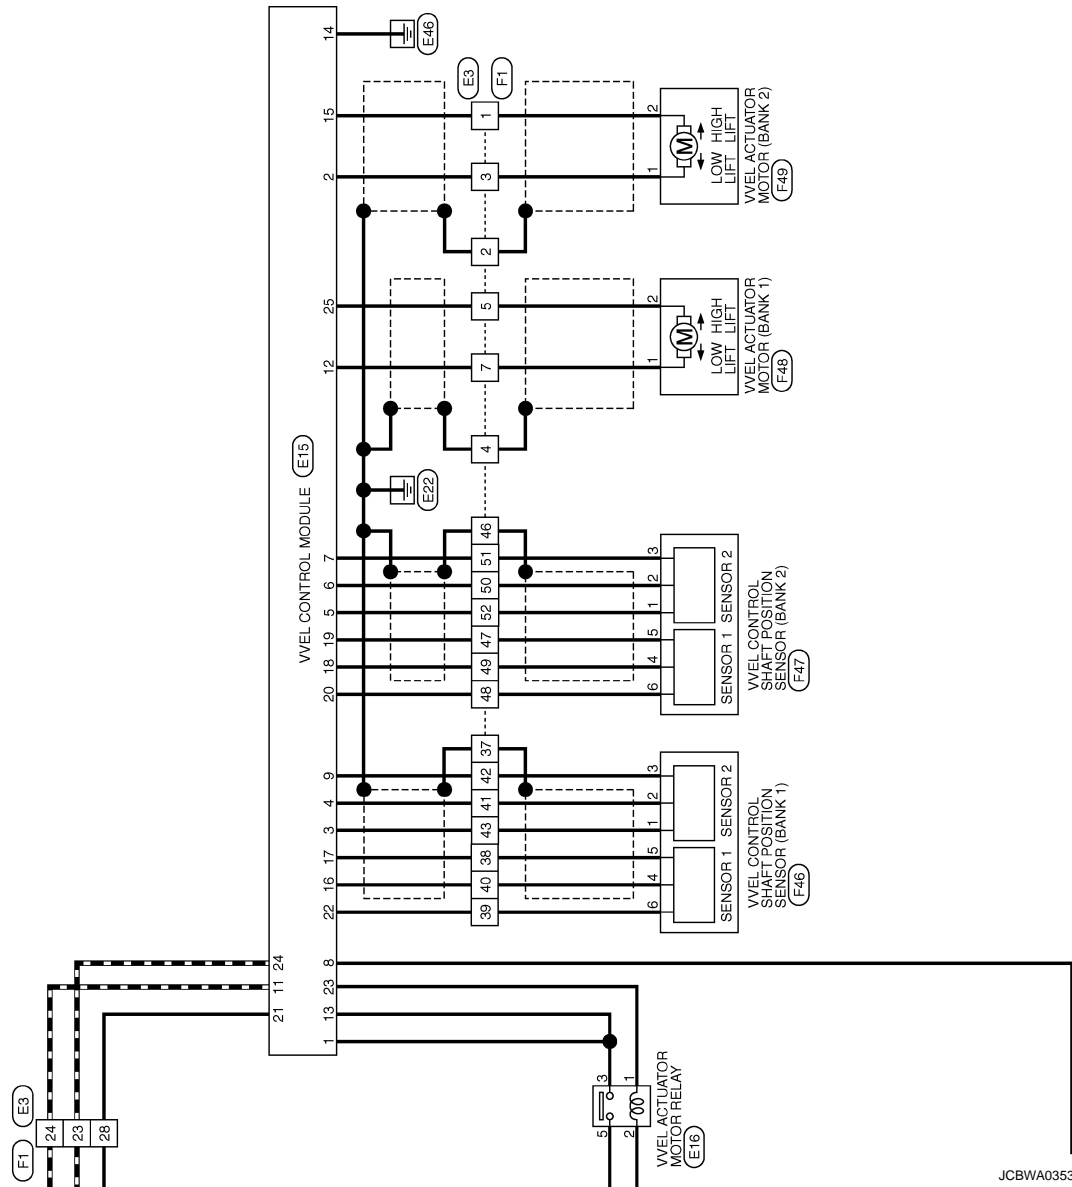 14
E46
E3
F1
15
1
2
2
3
1
LOW LIFT
HIGH LIFT
M
VVEL ACTUATOR
MOTOR (BANK 2)
F49
2
25
5
2
12
7
1
LOW LIFT
HIGH LIFT
M
VVEL ACTUATOR
MOTOR (BANK 1)
F48
4
VVEL CONTROL MODULE
E15
E22
46
7
51
3
6
50
2
5
52
1
19
47
5
18
49
4
20
48
6
SENSOR 1
SENSOR 2
VVEL CONTROL
SHAFT POSITION
SENSOR (BANK 2)
F47
37
9
42
3
4
41
2
3
43
1
17
38
5
16
40
4
22
39
6
SENSOR 1
SENSOR 2
VVEL CONTROL
SHAFT POSITION
SENSOR (BANK 1)
F46
24
8
11
23
21
13
1
F1
E3
24
23
28
3
1
5
2
VVEL ACTUATOR
MOTOR RELAY
E16
JCBWA0353